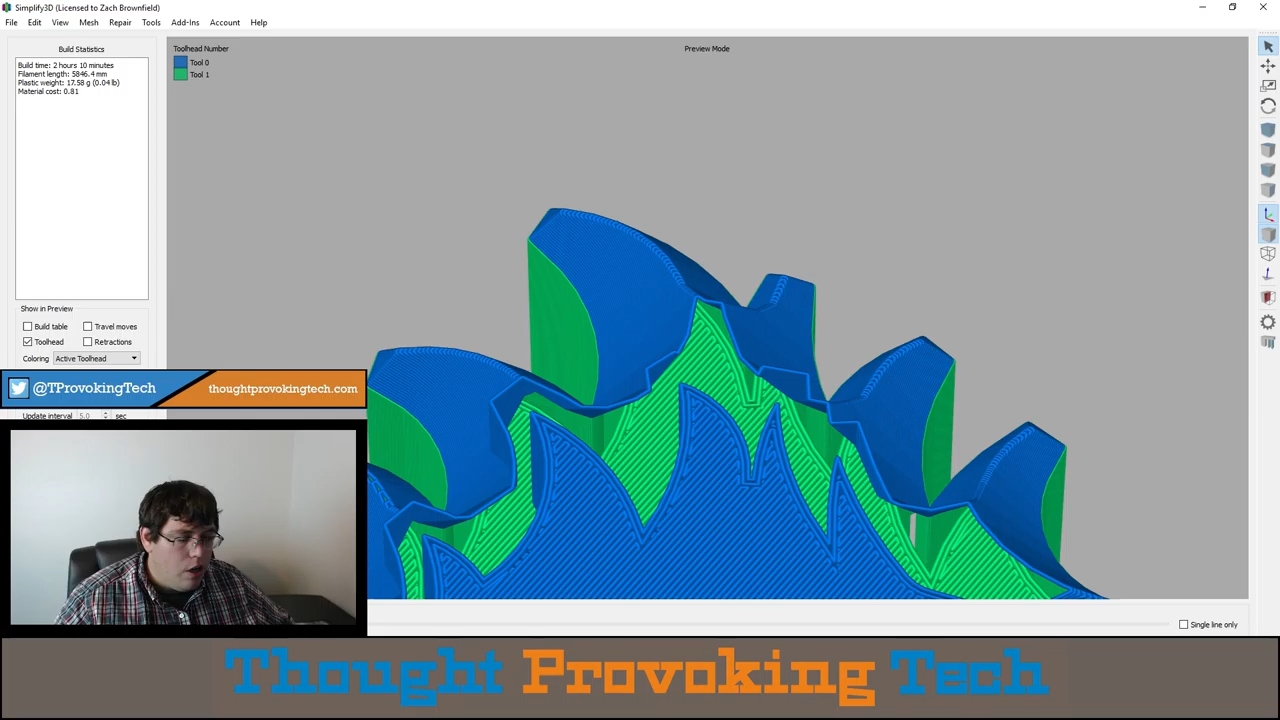 Simplify3D (Licensed to Zach Brownfield)
File Edit View Mesh Repair Tools Add-Ins Account Help
Build Statistics
Build time: 2 hours 10 minutes
Filament length: 5846.4 mm
Plastic weight: 17.58 g (0.04 lb)
Material cost: 0.81
Toolhead Number
Tool 0
Tool 1
Preview Mode
Show in Preview
Build table Travel moves
Toolhead Retractions
Coloring Active Toolhead
@TProvokingTech thoughtprovokingtech.com
Update interval 5.0 sec
Single line only
Thought Provoking Tech